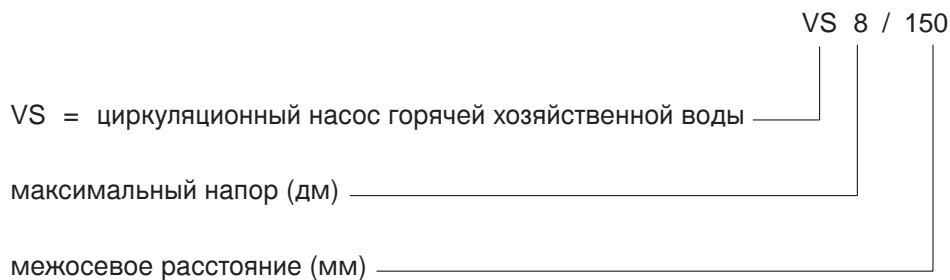 VS 8 / 150
VS = циркуляционный насос горячей хозяйственной воды
максимальный напор (дм)
межосевое расстояние (мм)